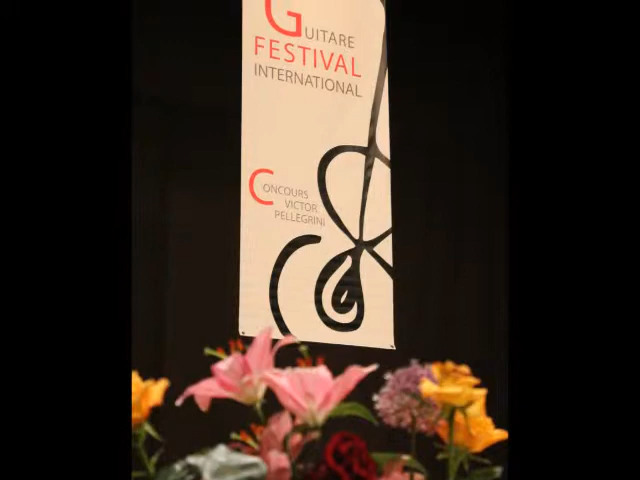 GUITARE
FESTIVAL
INTERNATIONAL
CONCOURS
VICTOR
PELLEGRINI